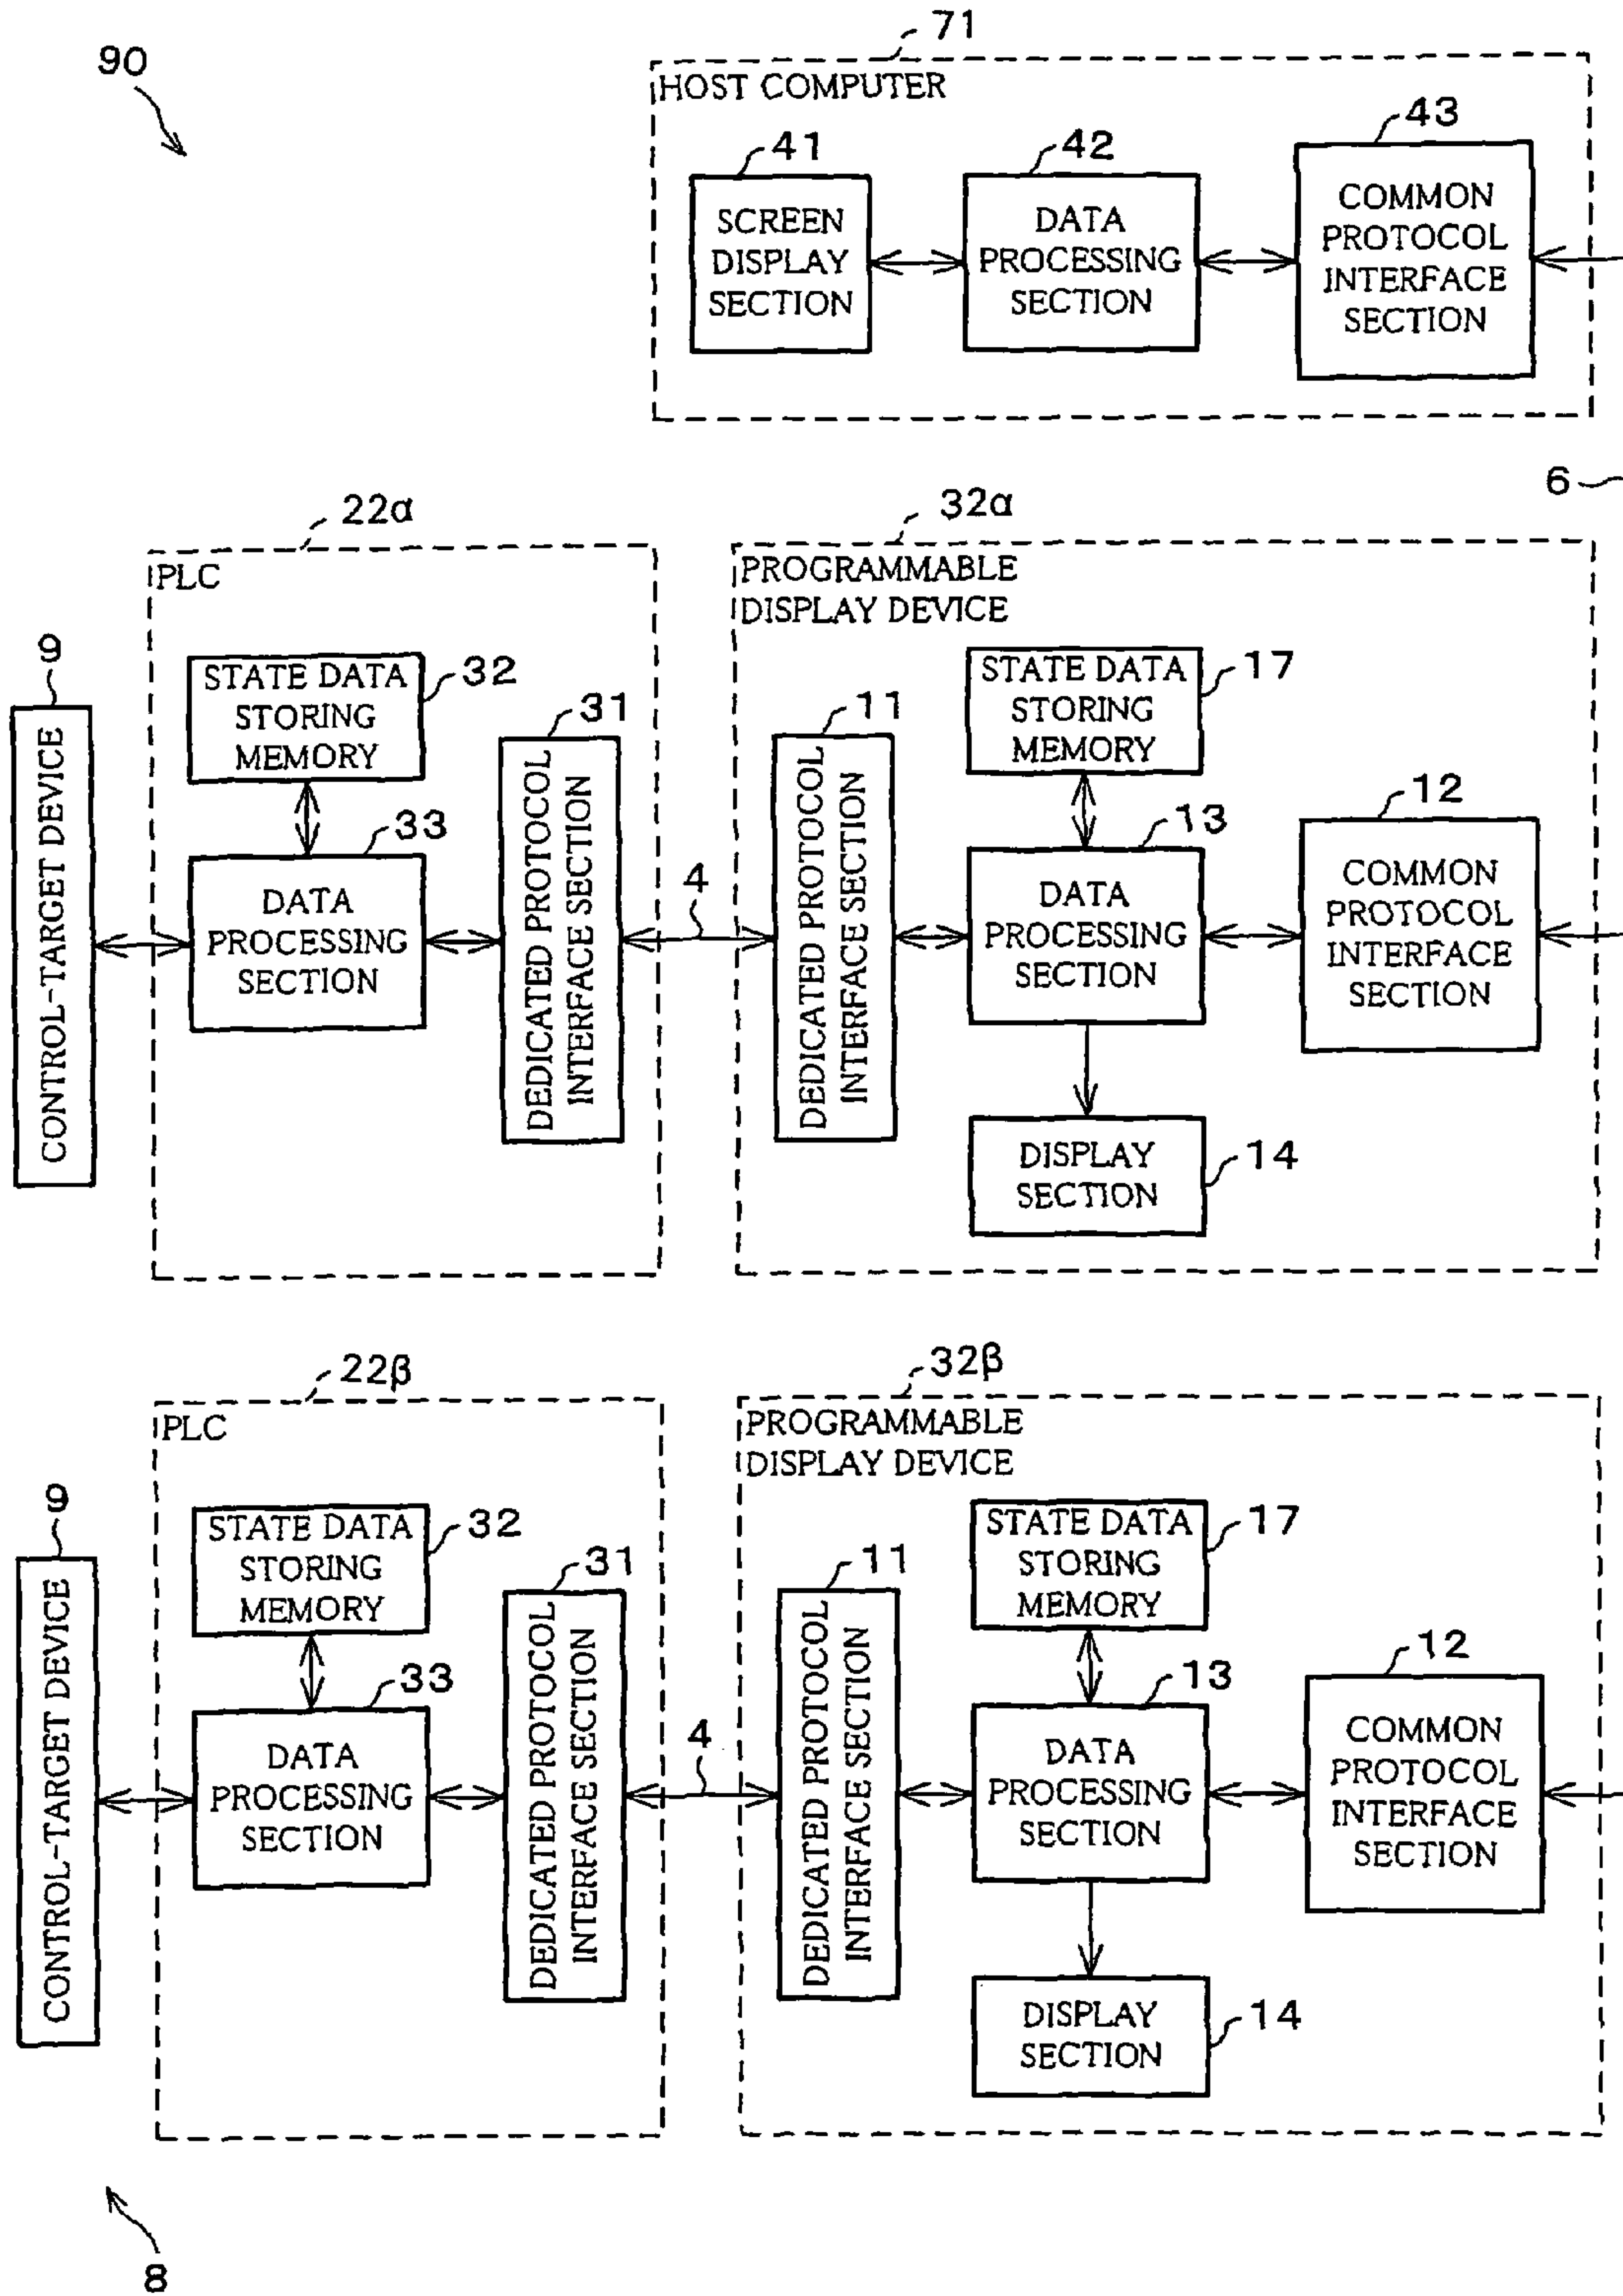 90
71
HOST COMPUTER
41
42
43
SCREEN
DISPLAY
SECTION
DATA
PROCESSING
SECTION
COMMON
PROTOCOL
INTERFACE
SECTION
6
22α
32α
PLC
PROGRAMMABLE
DISPLAY DEVICE
9
CONTROL-TARGET DEVICE
STATE DATA
STORING
MEMORY
32
33
DATA
PROCESSING
SECTION
31
DEDICATED PROTOCOL
INTERFACE SECTION
4
11
DEDICATED PROTOCOL
INTERFACE SECTION
STATE DATA
STORING
MEMORY
17
13
DATA
PROCESSING
SECTION
12
COMMON
PROTOCOL
INTERFACE
SECTION
DISPLAY
SECTION
14
22β
32β
PLC
PROGRAMMABLE
DISPLAY DEVICE
9
CONTROL-TARGET DEVICE
STATE DATA
STORING
MEMORY
32
33
DATA
PROCESSING
SECTION
31
DEDICATED PROTOCOL
INTERFACE SECTION
4
11
DEDICATED PROTOCOL
INTERFACE SECTION
STATE DATA
STORING
MEMORY
17
13
DATA
PROCESSING
SECTION
12
COMMON
PROTOCOL
INTERFACE
SECTION
DISPLAY
SECTION
14
8